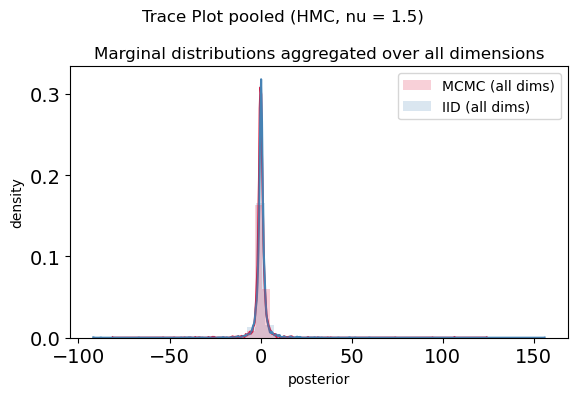 Trace Plot pooled (HMC, nu = 1.5)
Marginal distributions aggregated over all dimensions
MCMC (all dims)
IID (all dims)
density
0.3
0.2
0.1
0.0
−100
−50
0
50
100
150
posterior